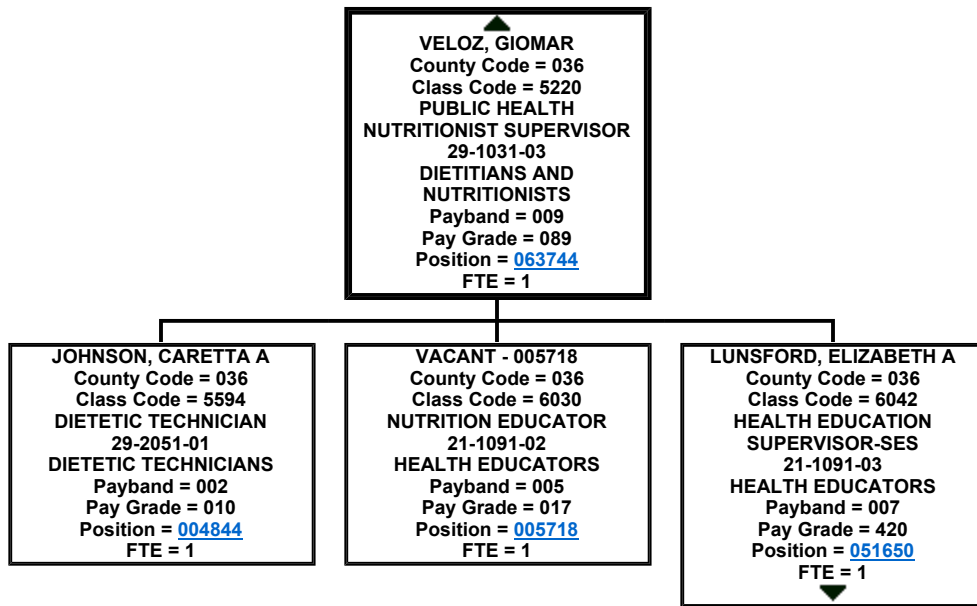 VELOZ, GIOMAR
County Code = 036
Class Code = 5220
PUBLIC HEALTH
NUTRITIONIST SUPERVISOR
29-1031-03
DIETITIANS AND
NUTRITIONISTS
Payband = 009
Pay Grade = 089
Position = 063744
FTE = 1
JOHNSON, CARETTA A
County Code = 036
Class Code = 5594
DIETETIC TECHNICIAN
29-2051-01
DIETETIC TECHNICIANS
Payband = 002
Pay Grade = 010
Position = 004844
FTE = 1
VACANT - 005718
County Code = 036
Class Code = 6030
NUTRITION EDUCATOR
21-1091-02
HEALTH EDUCATORS
Payband = 005
Pay Grade = 017
Position = 005718
FTE = 1
LUNSFORD, ELIZABETH A
County Code = 036
Class Code = 6042
HEALTH EDUCATION
SUPERVISOR-SES
21-1091-03
HEALTH EDUCATORS
Payband = 007
Pay Grade = 420
Position = 051650
FTE = 1